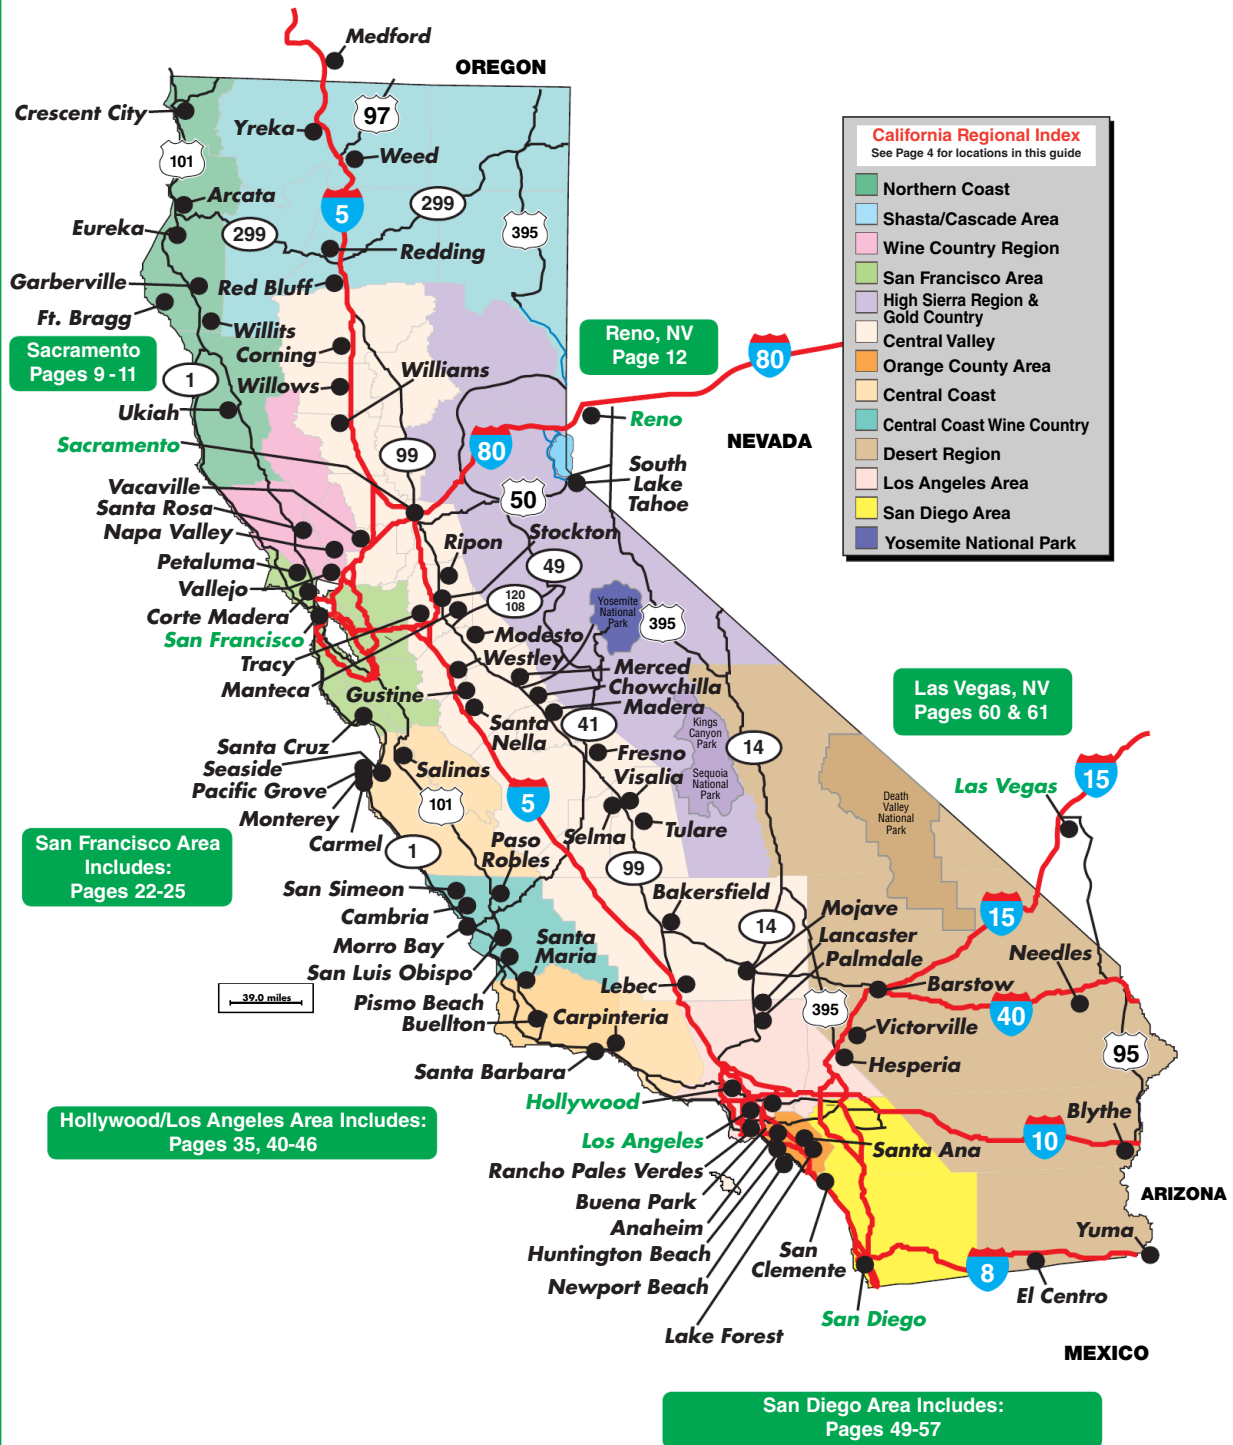 Medford
OREGON
Crescent City
97
Yreka
101
Weed
Arcata
5
299
Eureka
299
395
Redding
Garberville
Red Bluff
Ft. Bragg
Willits
Corning
Sacramento
Pages 9 -11
1
Willows
Williams
Ukiah
Sacramento
99
80
Reno, NV
Page 12
80
Reno
NEVADA
South
Lake
Tahoe
50
Vacaville
Santa Rosa
Napa Valley
Stockton
Ripon
Petaluma
49
Vallejo
120
108
Yosemite
National
Park
395
Corte Madera
San Francisco
Modesto
Tracy
Westley
Merced
Manteca
Gustine
Chowchilla
Madera
Santa
Nella
41
Kings
Canyon
Park
14
Santa Cruz
Seaside
Salinas
Fresno
Visalia
Sequoia
National
Park
Pacific Grove
101
5
Monterey
Selma
Tulare
Carmel
1
Paso
Robles
99
Death
Valley
National
Park
California Regional Index
See Page 4 for locations in this guide
Northern Coast
Shasta/Cascade Area
Wine Country Region
San Francisco Area
High Sierra Region &
Gold Country
Central Valley
Orange County Area
Central Coast
Central Coast Wine Country
Desert Region
Los Angeles Area
San Diego Area
Yosemite National Park
Las Vegas, NV
Pages 60 & 61
15
Las Vegas
San Francisco Area
Includes:
Pages 22-25
San Simeon
Bakersfield
Cambria
14
Mojave
15
Morro Bay
Santa
Maria
Lancaster
Needles
San Luis Obispo
Palmdale
Lebec
Barstow
39.0 miles
Pismo Beach
395
40
Buellton
Carpinteria
Victorville
95
Santa Barbara
Hesperia
Hollywood
Blythe
Hollywood/Los Angeles Area Includes:
Pages 35, 40-46
Los Angeles
Santa Ana
10
Rancho Pales Verdes
Buena Park
ARIZONA
Anaheim
Yuma
Huntington Beach
San
Clemente
8
Newport Beach
El Centro
San Diego
Lake Forest
MEXICO
San Diego Area Includes:
Pages 49-57